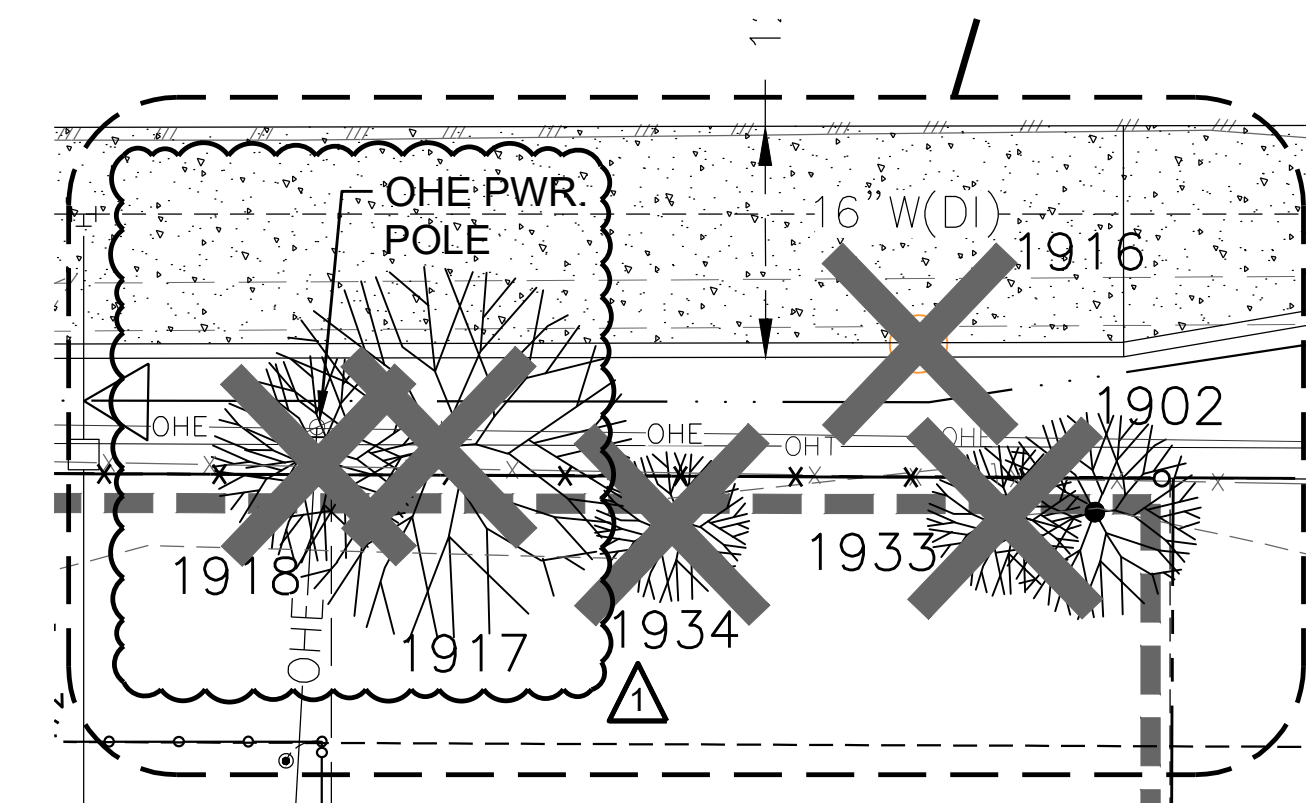 OHE PWR.
POLE
16"W(DI)
1916
1902
OHE
OHE
OHT
OHE
1933
1918
OHE
1934
1917
1